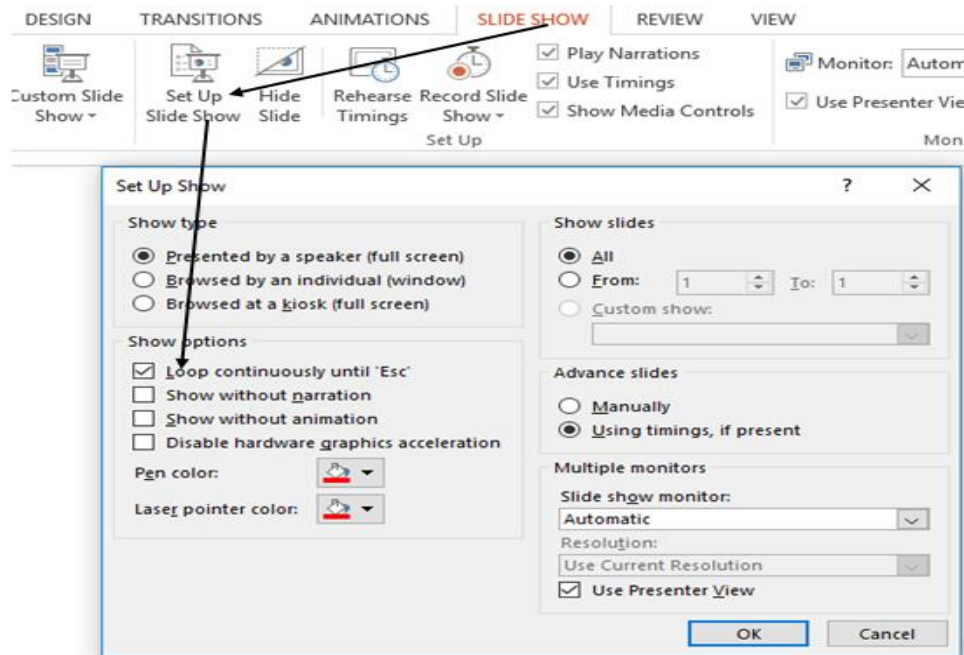 DESIGN TRANSITIONS ANIMATIONS SLIDE SHOW REVIEW VIEW
Custom Slide Show
Set Up Slide Show
Hide Slide
Rehearse Timings
Record Slide Show
Play Narrations
Use Timings
Show Media Controls
Set Up
Monitor: Autom
Use Presenter Vie
Mon
Set Up Show ?
Show type
Presented by a speaker (full screen)
Browsed by an individual (window)
Browsed at a kiosk (full screen)
Show options
Loop continuously until 'Esc'
Show without narration
Show without animation
Disable hardware graphics acceleration
Pen color:
Laser pointer color:
Show slides
All
From: 1 To: 1
Custom show:
Advance slides
Manually
Using timings, if present
Multiple monitors
Slide show monitor:
Automatic
Resolution:
Use Current Resolution
Use Presenter View
OK Cancel